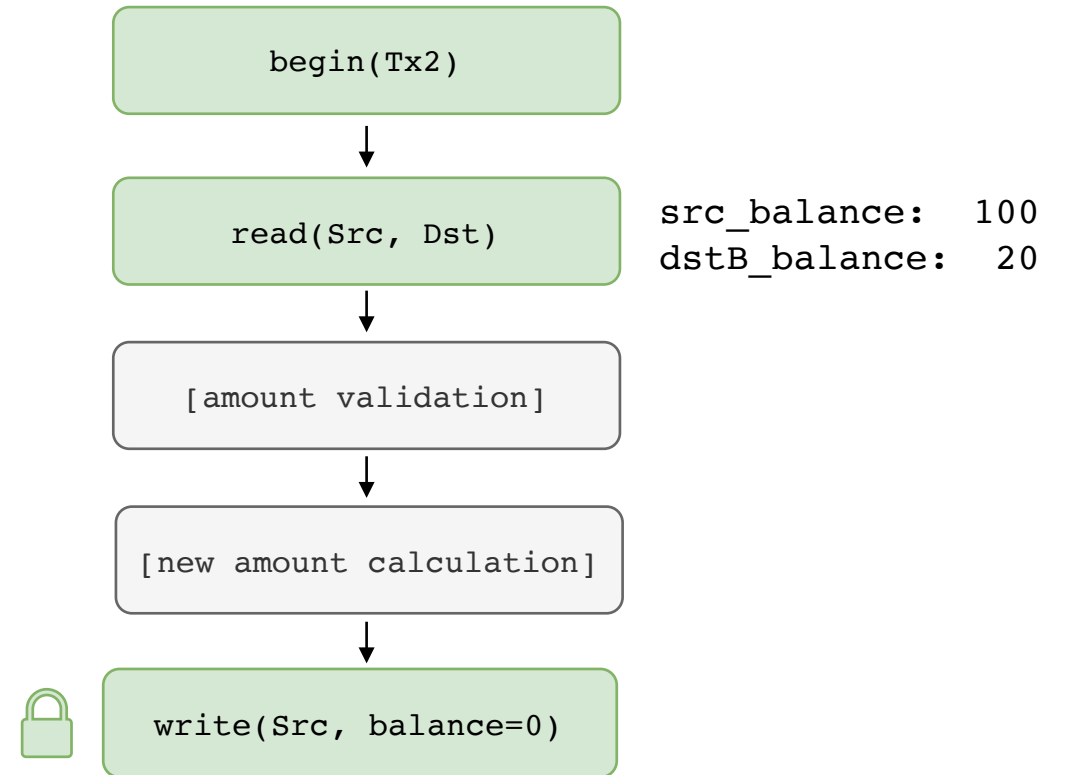 begin(Tx2)
read(Src, Dst)
src_balance: 100
dstB_balance: 20
[amount validation]
[new amount calculation]
write(Src, balance=0)